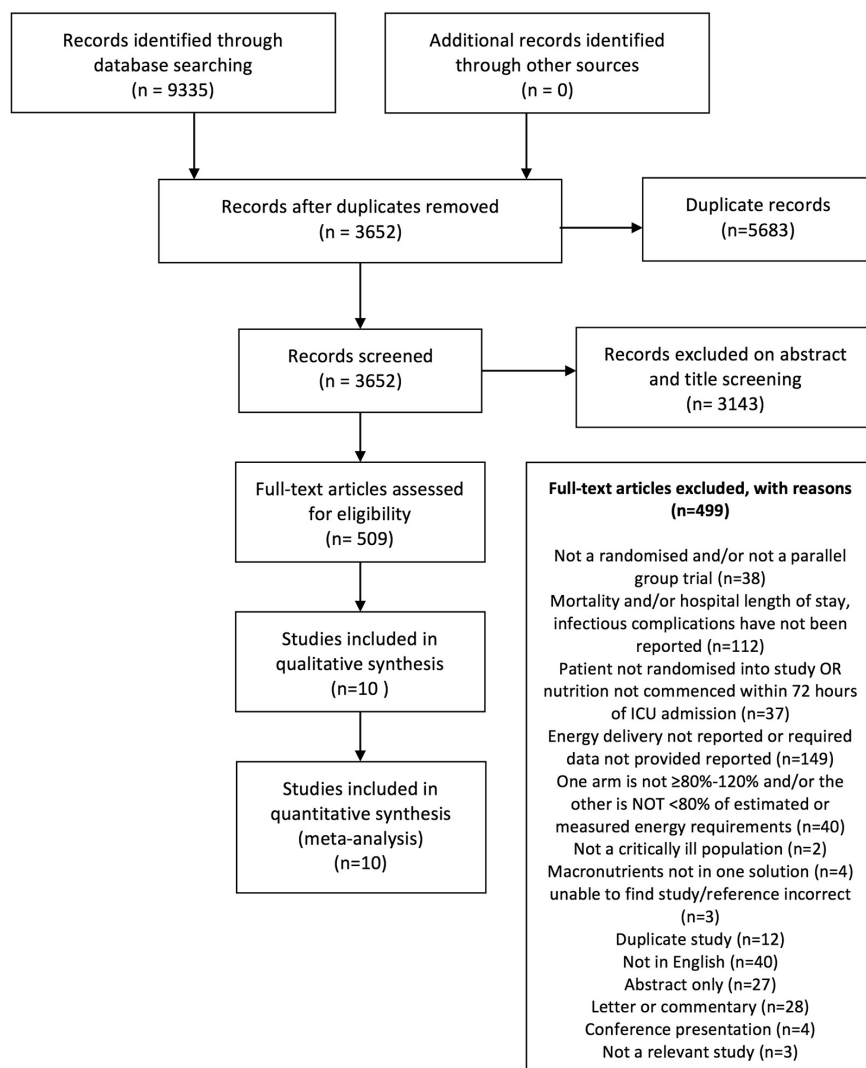 Records identified through
database searching
(n = 9335)
Additional records identified
through other sources
(n = 0)
Records after duplicates removed
(n = 3652)
Duplicate records
(n=5683)
Records screened
(n = 3652)
Records excluded on abstract
and title screening
(n= 3143)
Full-text articles assessed
for eligibility
(n= 509)
Studies included in
qualitative synthesis
(n=10 )
Studies included in
quantitative synthesis
(meta-analysis)
(n=10)
Full-text articles excluded, with reasons
(n=499)
Not a randomised and/or not a parallel
group trial (n=38)
Mortality and/or hospital length of stay,
infectious complications have not been
reported (n=112)
Patient not randomised into study OR
nutrition not commenced within 72 hours
of ICU admission (n=37)
Energy delivery not reported or required
data not provided reported (n=149)
One arm is not ≥80%-120% and/or the
other is NOT <80% of estimated or
measured energy requirements (n=40)
Not a critically ill population (n=2)
Macronutrients not in one solution (n=4)
unable to find study/reference incorrect
(n=3)
Duplicate study (n=12)
Not in English (n=40)
Abstract only (n=27)
Letter or commentary (n=28)
Conference presentation (n=4)
Not a relevant study (n=3)